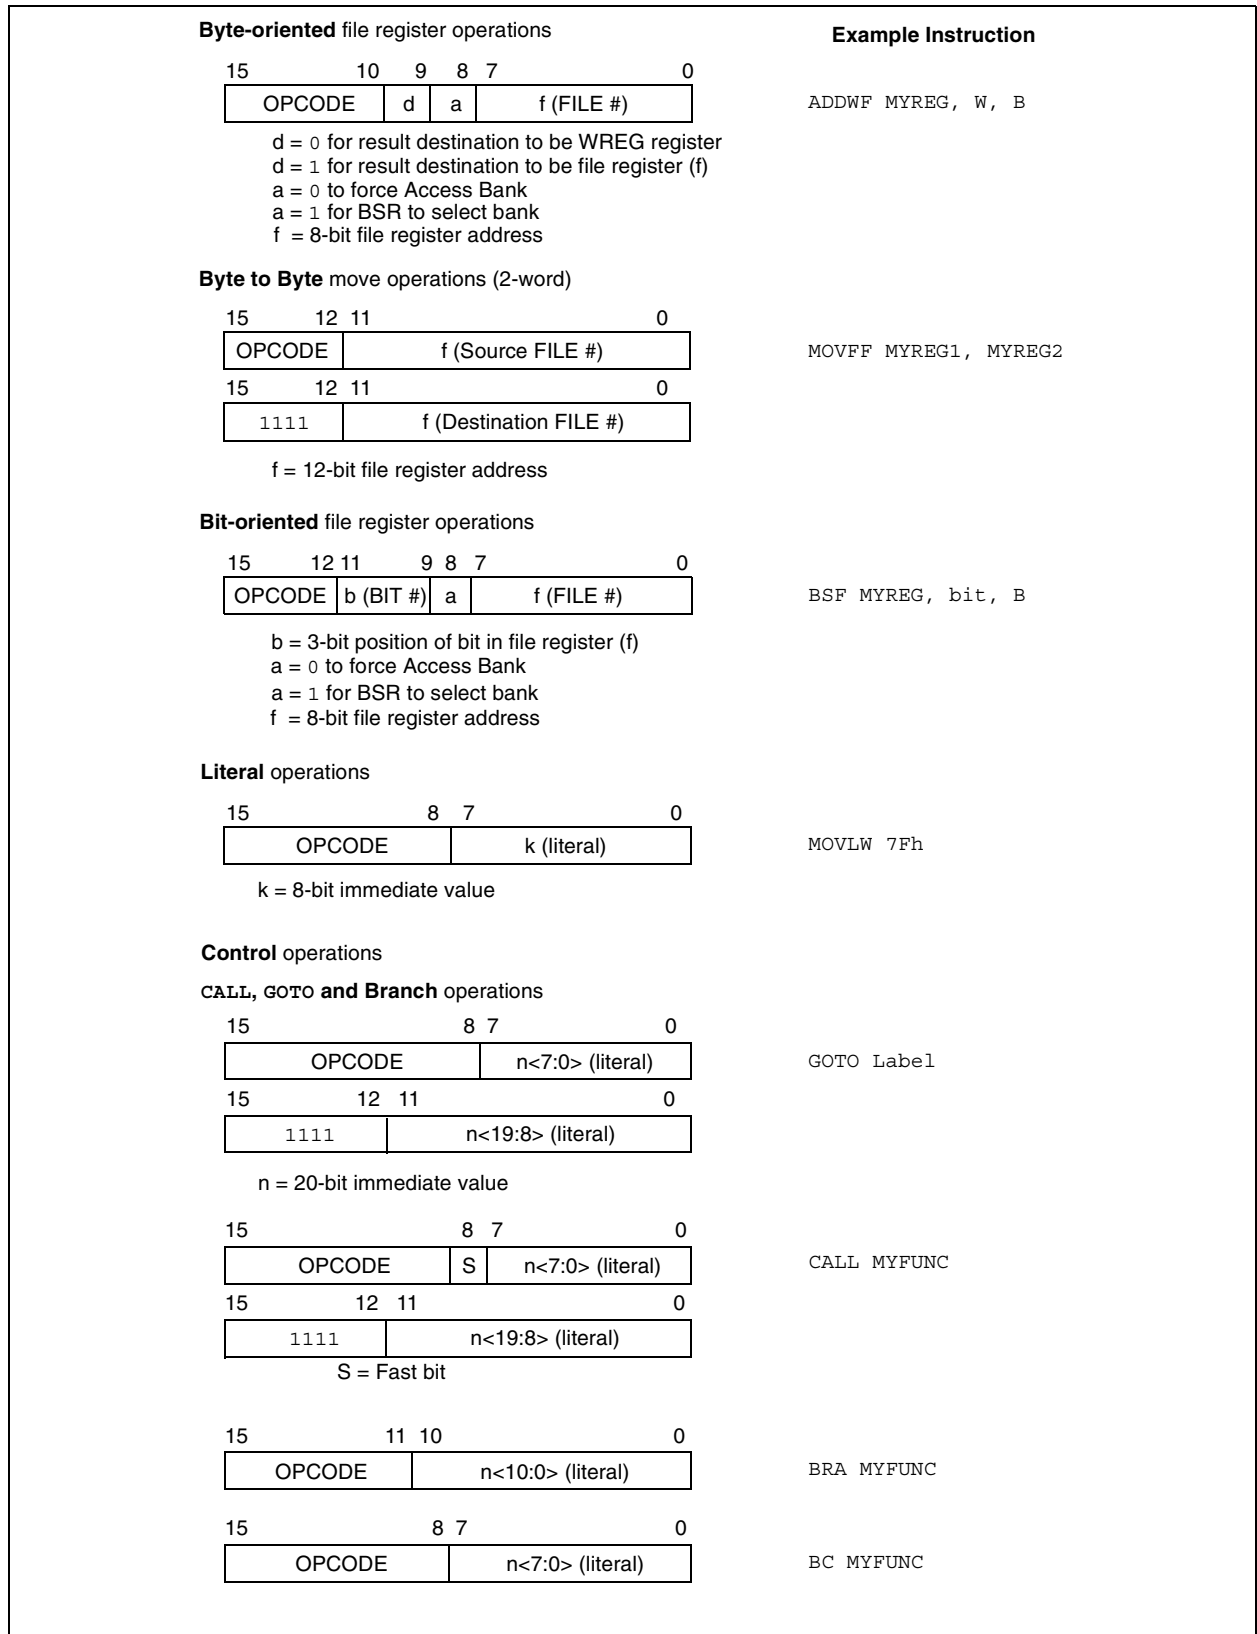 Byte-oriented file register operations
Example Instruction
15 10 9 8 7 0
OPCODE d a f (FILE #)
ADDWF MYREG, W, B
d = 0 for result destination to be WREG register
d = 1 for result destination to be file register (f)
a = 0 to force Access Bank
a = 1 for BSR to select bank
f = 8-bit file register address
Byte to Byte move operations (2-word)
15 12 11 0
OPCODE f (Source FILE #)
MOVFF MYREG1, MYREG2
15 12 11 0
1111 f (Destination FILE #)
f = 12-bit file register address
Bit-oriented file register operations
15 12 11 9 8 7 0
OPCODE b (BIT #) a f (FILE #)
BSF MYREG, bit, B
b = 3-bit position of bit in file register (f)
a = 0 to force Access Bank
a = 1 for BSR to select bank
f = 8-bit file register address
Literal operations
15 8 7 0
OPCODE k (literal)
MOVLW 7Fh
k = 8-bit immediate value
Control operations
CALL, GOTO and Branch operations
15 8 7 0
OPCODE n<7:0> (literal)
GOTO Label
15 12 11 0
1111 n<19:8> (literal)
n = 20-bit immediate value
15 8 7 0
OPCODE S n<7:0> (literal)
CALL MYFUNC
15 12 11 0
1111 n<19:8> (literal)
S = Fast bit
15 11 10 0
OPCODE n<10:0> (literal)
BRA MYFUNC
15 8 7 0
OPCODE n<7:0> (literal)
BC MYFUNC